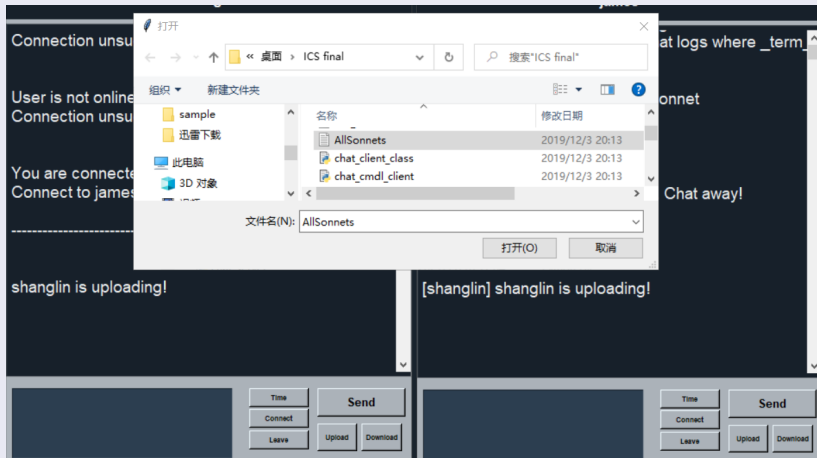 打开
« 桌面 › ICS final
搜索"ICS final"
组织
新建文件夹
sample
迅雷下载
此电脑
3D 对象
名称
修改日期
AllSonnets
2019/12/3 20:13
chat_client_class
2019/12/3 20:13
chat_cmdl_client
2019/12/3 20:13
文件名(N):
AllSonnets
打开(O)
取消
Connection unsu
User is not online
Connection unsu
You are connecte
Connect to james
--------------------
shanglin is uploading!
Time
Connect
Leave
Send
Upload
Download
at logs where _term_
onnet
Chat away!
[shanglin] shanglin is uploading!
Time
Connect
Leave
Send
Upload
Download